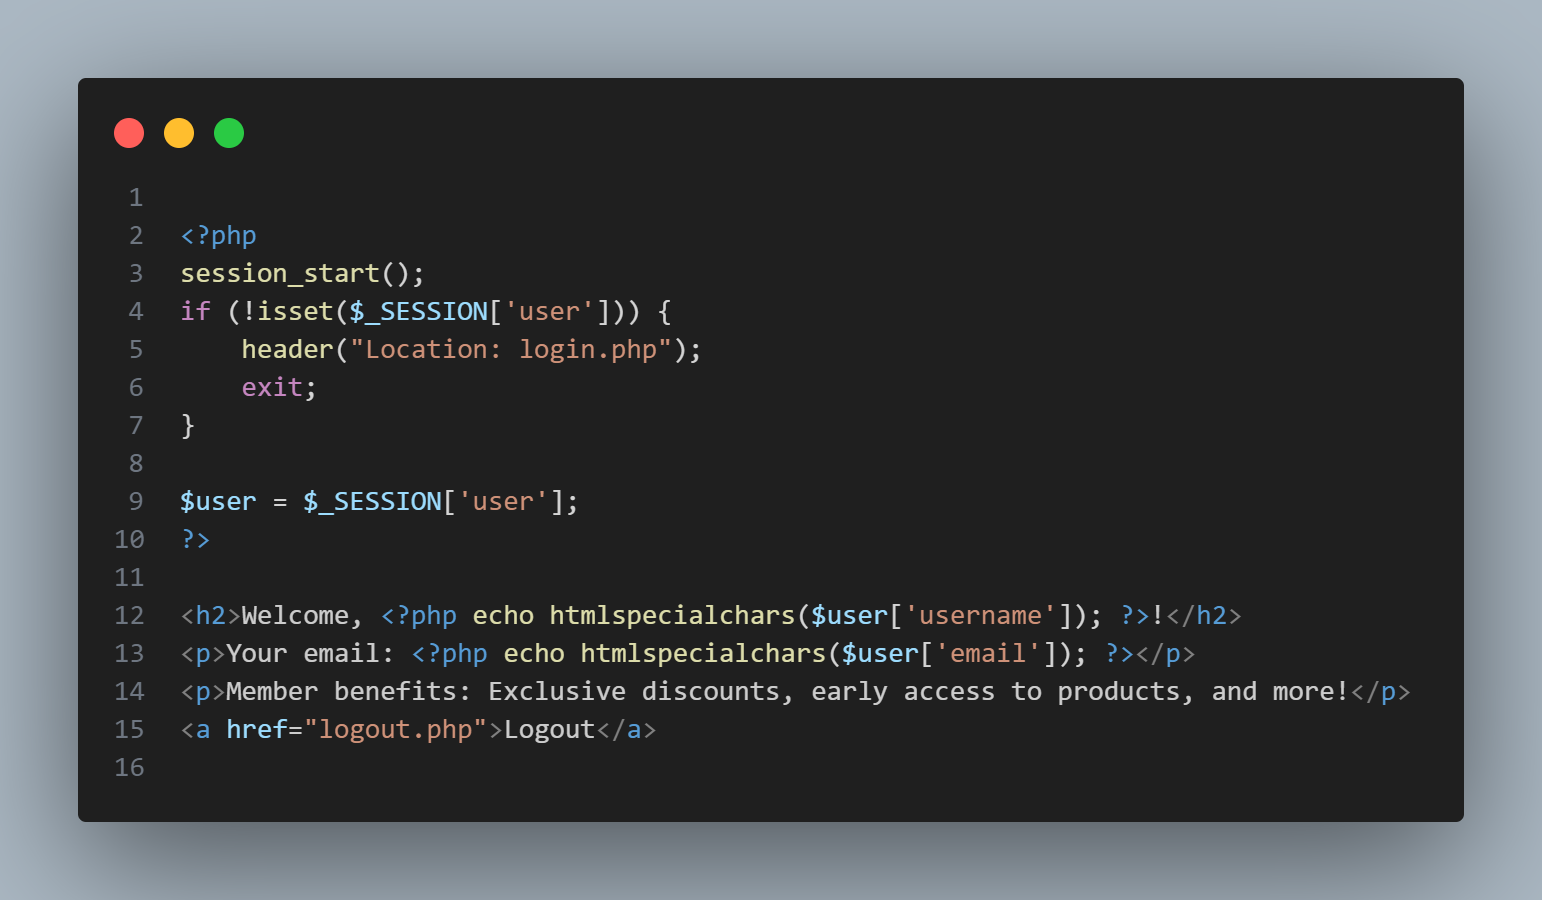 1
2 <?php
3 session_start();
4 if (!isset($_SESSION['user'])) {
5     header("Location: login.php");
6     exit;
7 }
8
9 $user = $_SESSION['user'];
10 ?>
11
12 <h2>Welcome, <?php echo htmlspecialchars($user['username']); ?>!</h2>
13 <p>Your email: <?php echo htmlspecialchars($user['email']); ?></p>
14 <p>Member benefits: Exclusive discounts, early access to products, and more!</p>
15 <a href="logout.php">Logout</a>
16